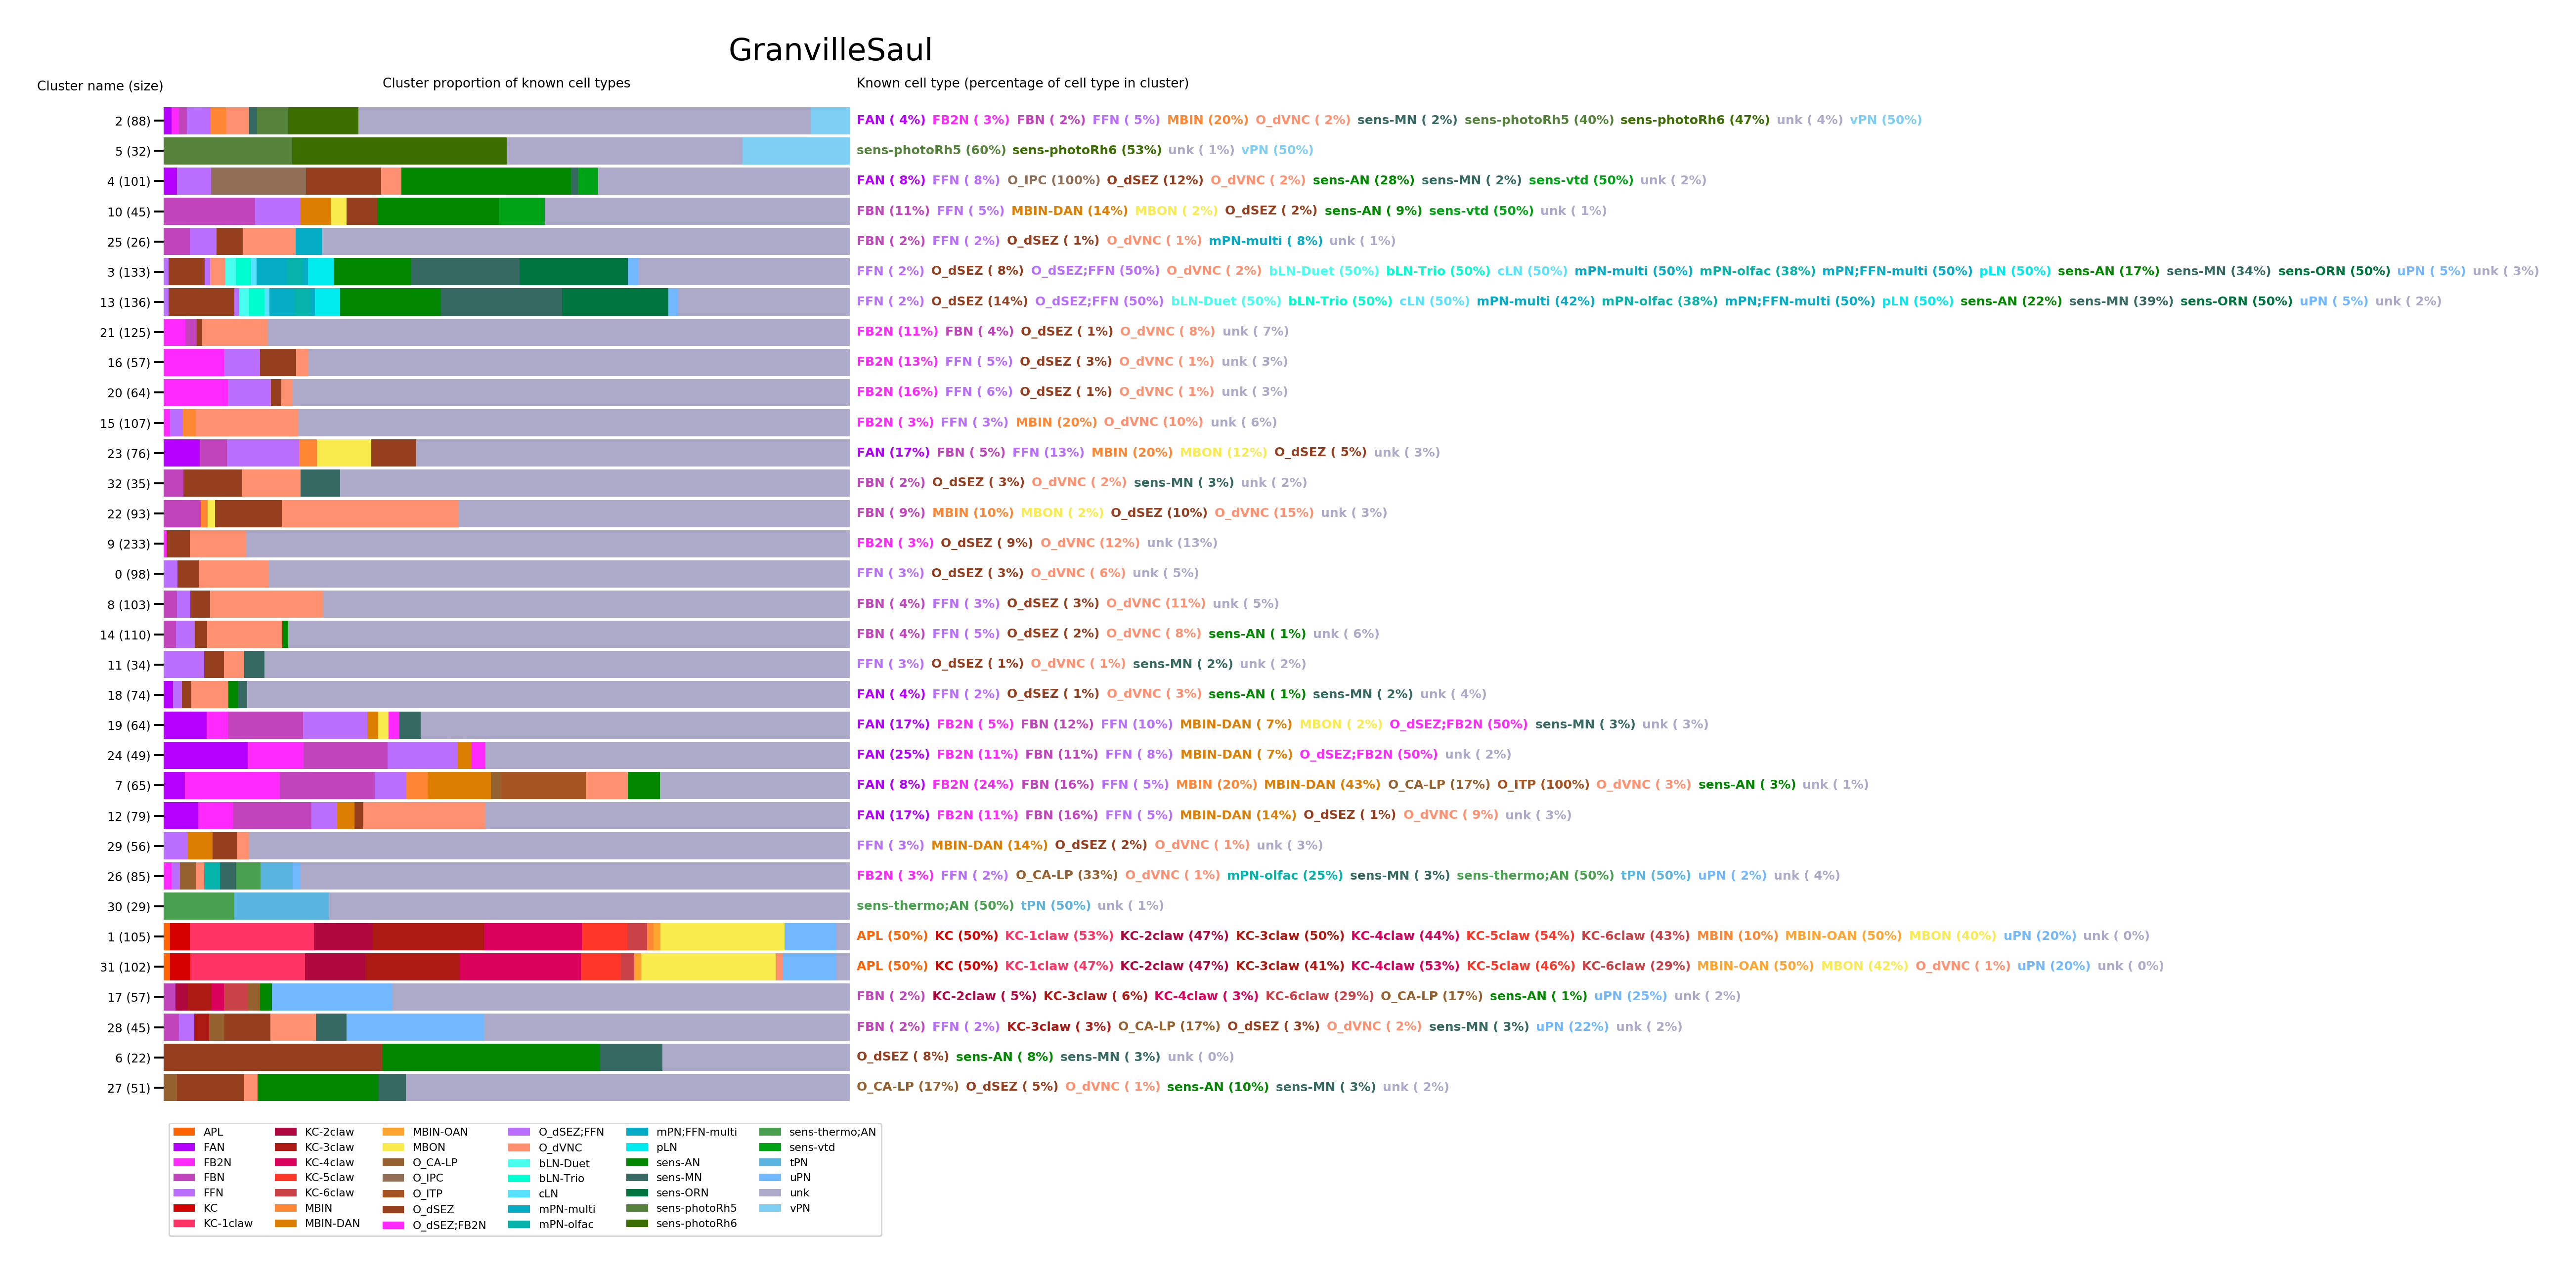 GranvilleSaul
Cluster name (size) Cluster proportion of known cell types Known cell type (percentage of cell type in cluster)
2 (88) FAN ( 4%) FB2N ( 3%) FBN ( 2%) FFN ( 5%) MBIN (20%) O_dVNC ( 2%) sens-MN ( 2%) sens-photoRh5 (40%) sens-photoRh6 (47%) unk ( 4%) vPN (50%)
5 (32) sens-photoRh5 (60%) sens-photoRh6 (53%) unk ( 1%) vPN (50%)
4 (101) FAN ( 8%) FFN ( 8%) O_IPC (100%) O_dSEZ (12%) O_dVNC ( 2%) sens-AN (28%) sens-MN ( 2%) sens-vtd (50%) unk ( 2%)
10 (45) FBN (11%) FFN ( 5%) MBIN-DAN (14%) MBON ( 2%) O_dSEZ ( 2%) sens-AN ( 9%) sens-vtd (50%) unk ( 1%)
25 (26) FBN ( 2%) FFN ( 2%) O_dSEZ ( 1%) O_dVNC ( 1%) mPN-multi ( 8%) unk ( 1%)
3 (133) FFN ( 2%) O_dSEZ ( 8%) O_dSEZ;FFN (50%) O_dVNC ( 2%) bLN-Duet (50%) bLN-Trio (50%) cLN (50%) mPN-multi (50%) mPN-olfac (38%) mPN;FFN-multi (50%) pLN (50%) sens-AN (17%) sens-MN (34%) sens-ORN (50%) uPN ( 5%) unk ( 3%)
13 (136) FFN ( 2%) O_dSEZ (14%) O_dSEZ;FFN (50%) bLN-Duet (50%) bLN-Trio (50%) cLN (50%) mPN-multi (42%) mPN-olfac (38%) mPN;FFN-multi (50%) pLN (50%) sens-AN (22%) sens-MN (39%) sens-ORN (50%) uPN ( 5%) unk ( 2%)
21 (125) FB2N (11%) FBN ( 4%) O_dSEZ ( 1%) O_dVNC ( 8%) unk ( 7%)
16 (57) FB2N (13%) FFN ( 5%) O_dSEZ ( 3%) O_dVNC ( 1%) unk ( 3%)
20 (64) FB2N (16%) FFN ( 6%) O_dSEZ ( 1%) O_dVNC ( 1%) unk ( 3%)
15 (107) FB2N ( 3%) FFN ( 3%) MBIN (20%) O_dVNC (10%) unk ( 6%)
23 (76) FAN (17%) FBN ( 5%) FFN (13%) MBIN (20%) MBON (12%) O_dSEZ ( 5%) unk ( 3%)
32 (35) FBN ( 2%) O_dSEZ ( 3%) O_dVNC ( 2%) sens-MN ( 3%) unk ( 2%)
22 (93) FBN ( 9%) MBIN (10%) MBON ( 2%) O_dSEZ (10%) O_dVNC (15%) unk ( 3%)
9 (233) FB2N ( 3%) O_dSEZ ( 9%) O_dVNC (12%) unk (13%)
0 (98) FFN ( 3%) O_dSEZ ( 3%) O_dVNC ( 6%) unk ( 5%)
8 (103) FBN ( 4%) FFN ( 3%) O_dSEZ ( 3%) O_dVNC (11%) unk ( 5%)
14 (110) FBN ( 4%) FFN ( 5%) O_dSEZ ( 2%) O_dVNC ( 8%) sens-AN ( 1%) unk ( 6%)
11 (34) FFN ( 3%) O_dSEZ ( 1%) O_dVNC ( 1%) sens-MN ( 2%) unk ( 2%)
18 (74) FAN ( 4%) FFN ( 2%) O_dSEZ ( 1%) O_dVNC ( 3%) sens-AN ( 1%) sens-MN ( 2%) unk ( 4%)
19 (64) FAN (17%) FB2N ( 5%) FBN (12%) FFN (10%) MBIN-DAN ( 7%) MBON ( 2%) O_dSEZ;FB2N (50%) sens-MN ( 3%) unk ( 3%)
24 (49) FAN (25%) FB2N (11%) FBN (11%) FFN ( 8%) MBIN-DAN ( 7%) O_dSEZ;FB2N (50%) unk ( 2%)
7 (65) FAN ( 8%) FB2N (24%) FBN (16%) FFN ( 5%) MBIN (20%) MBIN-DAN (43%) O_CA-LP (17%) O_ITP (100%) O_dVNC ( 3%) sens-AN ( 3%) unk ( 1%)
12 (79) FAN (17%) FB2N (11%) FBN (16%) FFN ( 5%) MBIN-DAN (14%) O_dSEZ ( 1%) O_dVNC ( 9%) unk ( 3%)
29 (56) FFN ( 3%) MBIN-DAN (14%) O_dSEZ ( 2%) O_dVNC ( 1%) unk ( 3%)
26 (85) FB2N ( 3%) FFN ( 2%) O_CA-LP (33%) O_dVNC ( 1%) mPN-olfac (25%) sens-MN ( 3%) sens-thermo;AN (50%) tPN (50%) uPN ( 2%) unk ( 4%)
30 (29) sens-thermo;AN (50%) tPN (50%) unk ( 1%)
1 (105) APL (50%) KC (50%) KC-1claw (53%) KC-2claw (47%) KC-3claw (50%) KC-4claw (44%) KC-5claw (54%) KC-6claw (43%) MBIN (10%) MBIN-OAN (50%) MBON (40%) uPN (20%) unk ( 0%)
31 (102) APL (50%) KC (50%) KC-1claw (47%) KC-2claw (47%) KC-3claw (41%) KC-4claw (53%) KC-5claw (46%) KC-6claw (29%) MBIN-OAN (50%) MBON (42%) O_dVNC ( 1%) uPN (20%) unk ( 0%)
17 (57) FBN ( 2%) KC-2claw ( 5%) KC-3claw ( 6%) KC-4claw ( 3%) KC-6claw (29%) O_CA-LP (17%) sens-AN ( 1%) uPN (25%) unk ( 2%)
28 (45) FBN ( 2%) FFN ( 2%) KC-3claw ( 3%) O_CA-LP (17%) O_dSEZ ( 3%) O_dVNC ( 2%) sens-MN ( 3%) uPN (22%) unk ( 2%)
6 (22) O_dSEZ ( 8%) sens-AN ( 8%) sens-MN ( 3%) unk ( 0%)
27 (51) O_CA-LP (17%) O_dSEZ ( 5%) O_dVNC ( 1%) sens-AN (10%) sens-MN ( 3%) unk ( 2%)
APL KC-2claw MBIN-OAN O_dSEZ;FFN mPN;FFN-multi sens-thermo;AN
FAN KC-3claw MBON O_dVNC pLN sens-vtd
FB2N KC-4claw O_CA-LP bLN-Duet sens-AN tPN
FBN KC-5claw O_IPC bLN-Trio sens-MN uPN
FFN KC-6claw O_ITP cLN sens-ORN unk
KC MBIN O_dSEZ mPN-multi sens-photoRh5 vPN
KC-1claw MBIN-DAN O_dSEZ;FB2N mPN-olfac sens-photoRh6